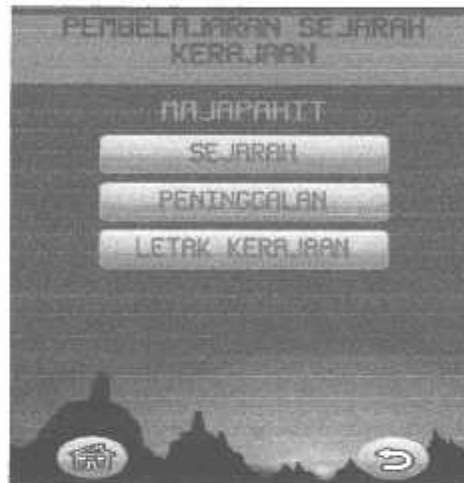 PEMBELAJARAN SEJARAH
KERAJAAN
MAJAPAHIT
SEJARAH
PENINGGALAN
LETAK KERAJAAN